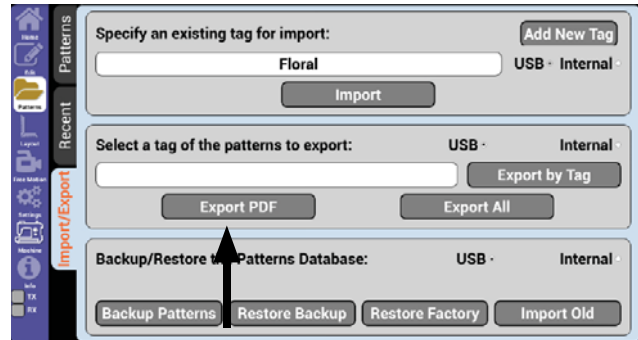 Home
Edit
Patterns
Layout
Free Motion
Settings
Machine
Info
TX
RX
Patterns
Recent
Import/Export
Specify an existing tag for import:
Add New Tag
Floral
USB
Internal
Import
Select a tag of the patterns to export:
USB
Internal
Export by Tag
Export PDF
Export All
Backup/Restore the Patterns Database:
USB
Internal
Backup Patterns
Restore Backup
Restore Factory
Import Old